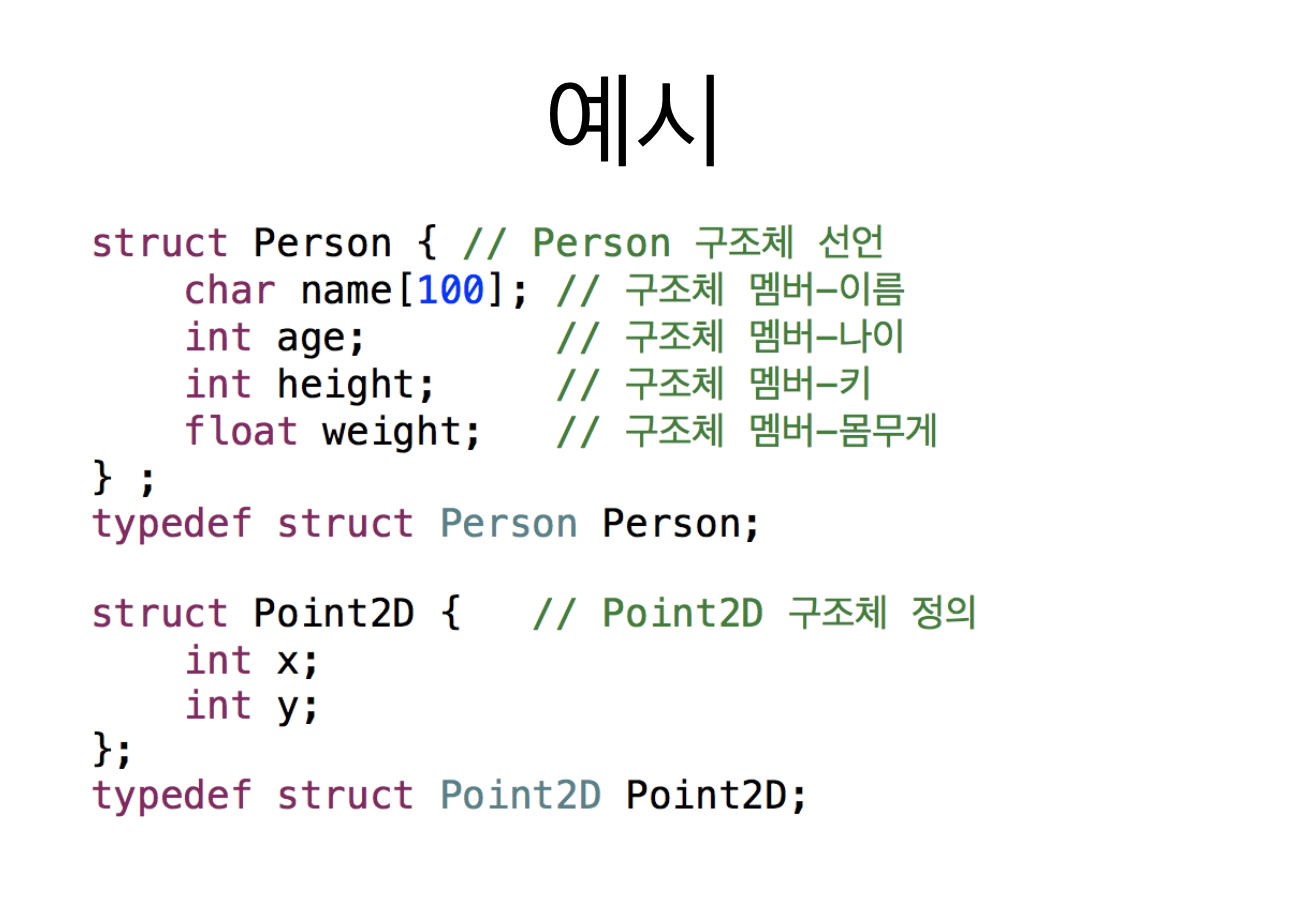 예시
struct Person { // Person 구조체 선언
    char name[100]; // 구조체 멤버–이름
    int age;        // 구조체 멤버–나이
    int height;     // 구조체 멤버–키
    float weight;   // 구조체 멤버–몸무게
} ;
typedef struct Person Person;
struct Point2D {   // Point2D 구조체 정의
    int x;
    int y;
};
typedef struct Point2D Point2D;